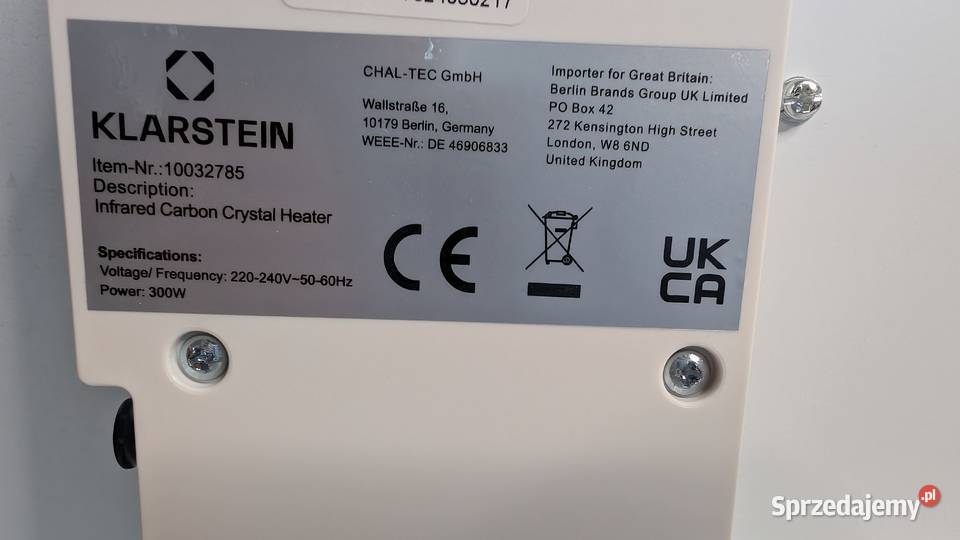 KLARSTEIN
Item-Nr.:10032785
Description:
Infrared Carbon Crystal Heater
Specifications:
Voltage/ Frequency: 220-240V~50-60Hz
Power: 300W
CHAL-TEC GmbH
Wallstraße 16,
10179 Berlin, Germany
WEEE-Nr.: DE 46906833
Importer for Great Britain:
Berlin Brands Group UK Limited
PO Box 42
272 Kensington High Street
London, W8 6ND
United Kingdom
CE
UK
CA
Sprzedajemy.pl